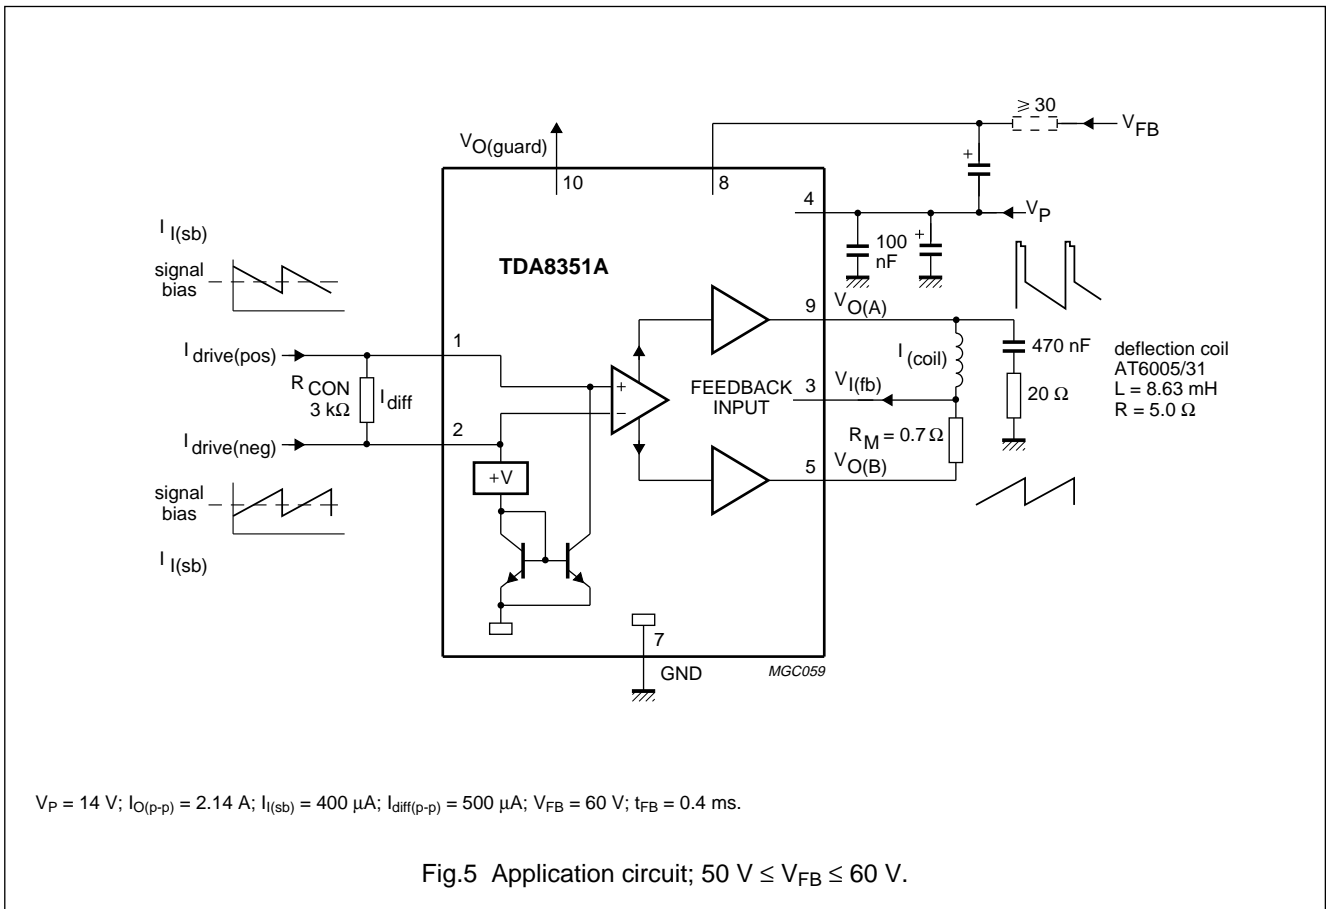 ≥ 30
V_FB
V_O(guard)
10
8
+
4
V_P
I_I(sb)
100 nF
+
TDA8351A
signal bias
9
V_O(A)
I_drive(pos)
1
I_(coil)
470 nF
deflection coil
AT6005/31
L = 8.63 mH
R = 5.0 Ω
R_CON
3 kΩ
I_diff
+
−
FEEDBACK INPUT
3
V_I(fb)
20 Ω
I_drive(neg)
2
R_M = 0.7 Ω
5
V_O(B)
+V
signal bias
I_I(sb)
7
GND
MGC059
V_P = 14 V; I_O(p-p) = 2.14 A; I_I(sb) = 400 μA; I_diff(p-p) = 500 μA; V_FB = 60 V; t_FB = 0.4 ms.
Fig.5 Application circuit; 50 V ≤ V_FB ≤ 60 V.